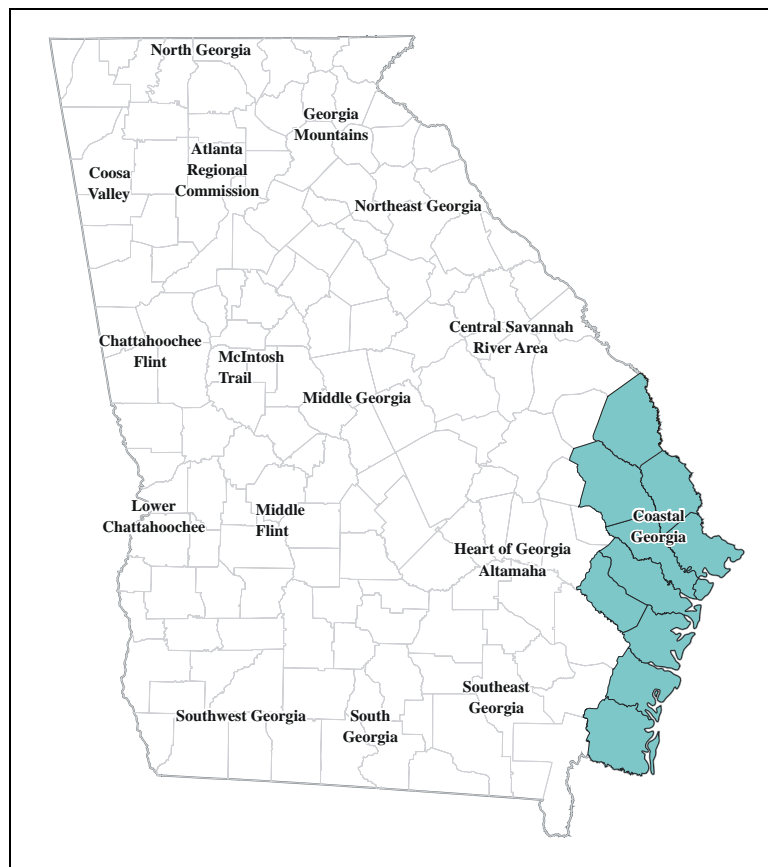 North Georgia
Georgia
Mountains
Atlanta
Regional
Commission
Coosa
Valley
Northeast Georgia
Central Savannah
River Area
Chattahoochee
Flint
McIntosh
Trail
Middle Georgia
Lower
Chattahoochee
Middle
Flint
Coastal
Georgia
Heart of Georgia
Altamaha
Southeast
Georgia
Southwest Georgia
South
Georgia